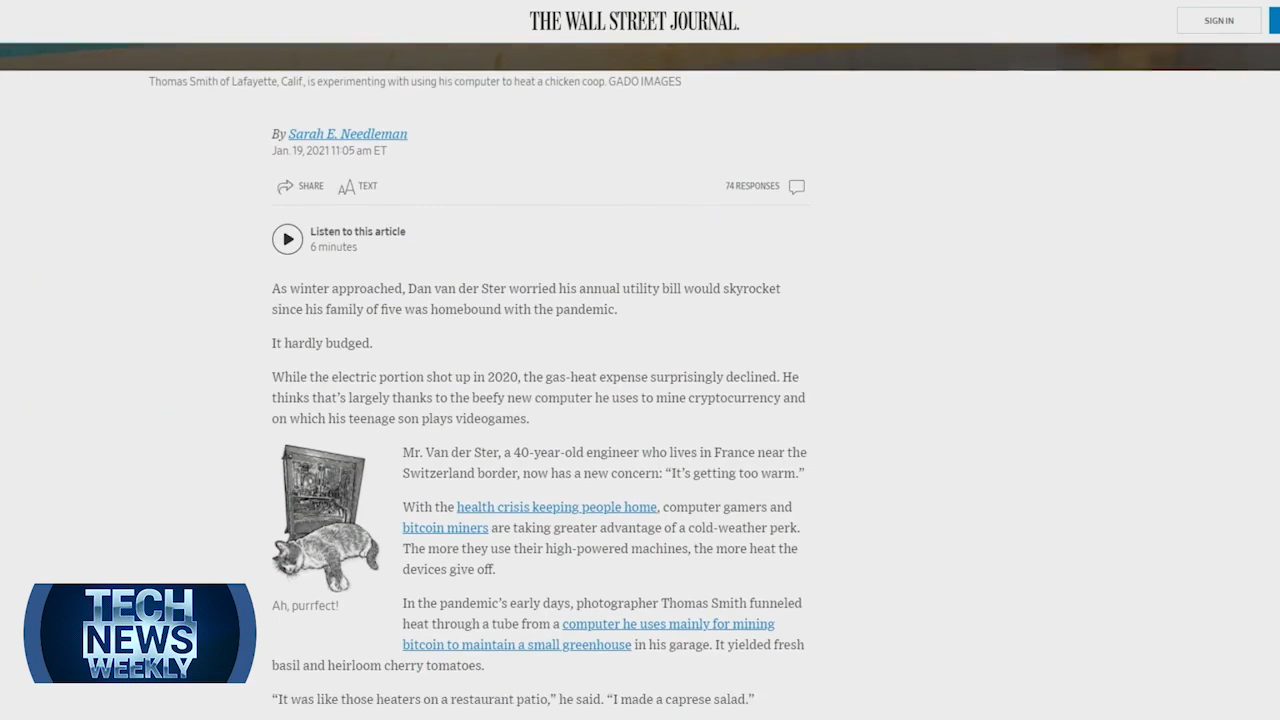 THE WALL STREET JOURNAL.
SIGN IN
Thomas Smith of Lafayette, Calif., is experimenting with using his computer to heat a chicken coop. GADO IMAGES
By Sarah E. Needleman
Jan. 19, 2021 11:05 am ET
SHARE
AA TEXT
74 RESPONSES
Listen to this article
6 minutes
As winter approached, Dan van der Ster worried his annual utility bill would skyrocket
since his family of five was homebound with the pandemic.
It hardly budged.
While the electric portion shot up in 2020, the gas-heat expense surprisingly declined. He
thinks that’s largely thanks to the beefy new computer he uses to mine cryptocurrency and
on which his teenage son plays videogames.
Mr. Van der Ster, a 40-year-old engineer who lives in France near the
Switzerland border, now has a new concern: “It’s getting too warm.”
With the health crisis keeping people home, computer gamers and
bitcoin miners are taking greater advantage of a cold-weather perk.
The more they use their high-powered machines, the more heat the
devices give off.
Ah, purrfect!
In the pandemic’s early days, photographer Thomas Smith funneled
heat through a tube from a computer he uses mainly for mining
bitcoin to maintain a small greenhouse in his garage. It yielded fresh
basil and heirloom cherry tomatoes.
“It was like those heaters on a restaurant patio,” he said. “I made a caprese salad.”
TECH
NEWS
WEEKLY